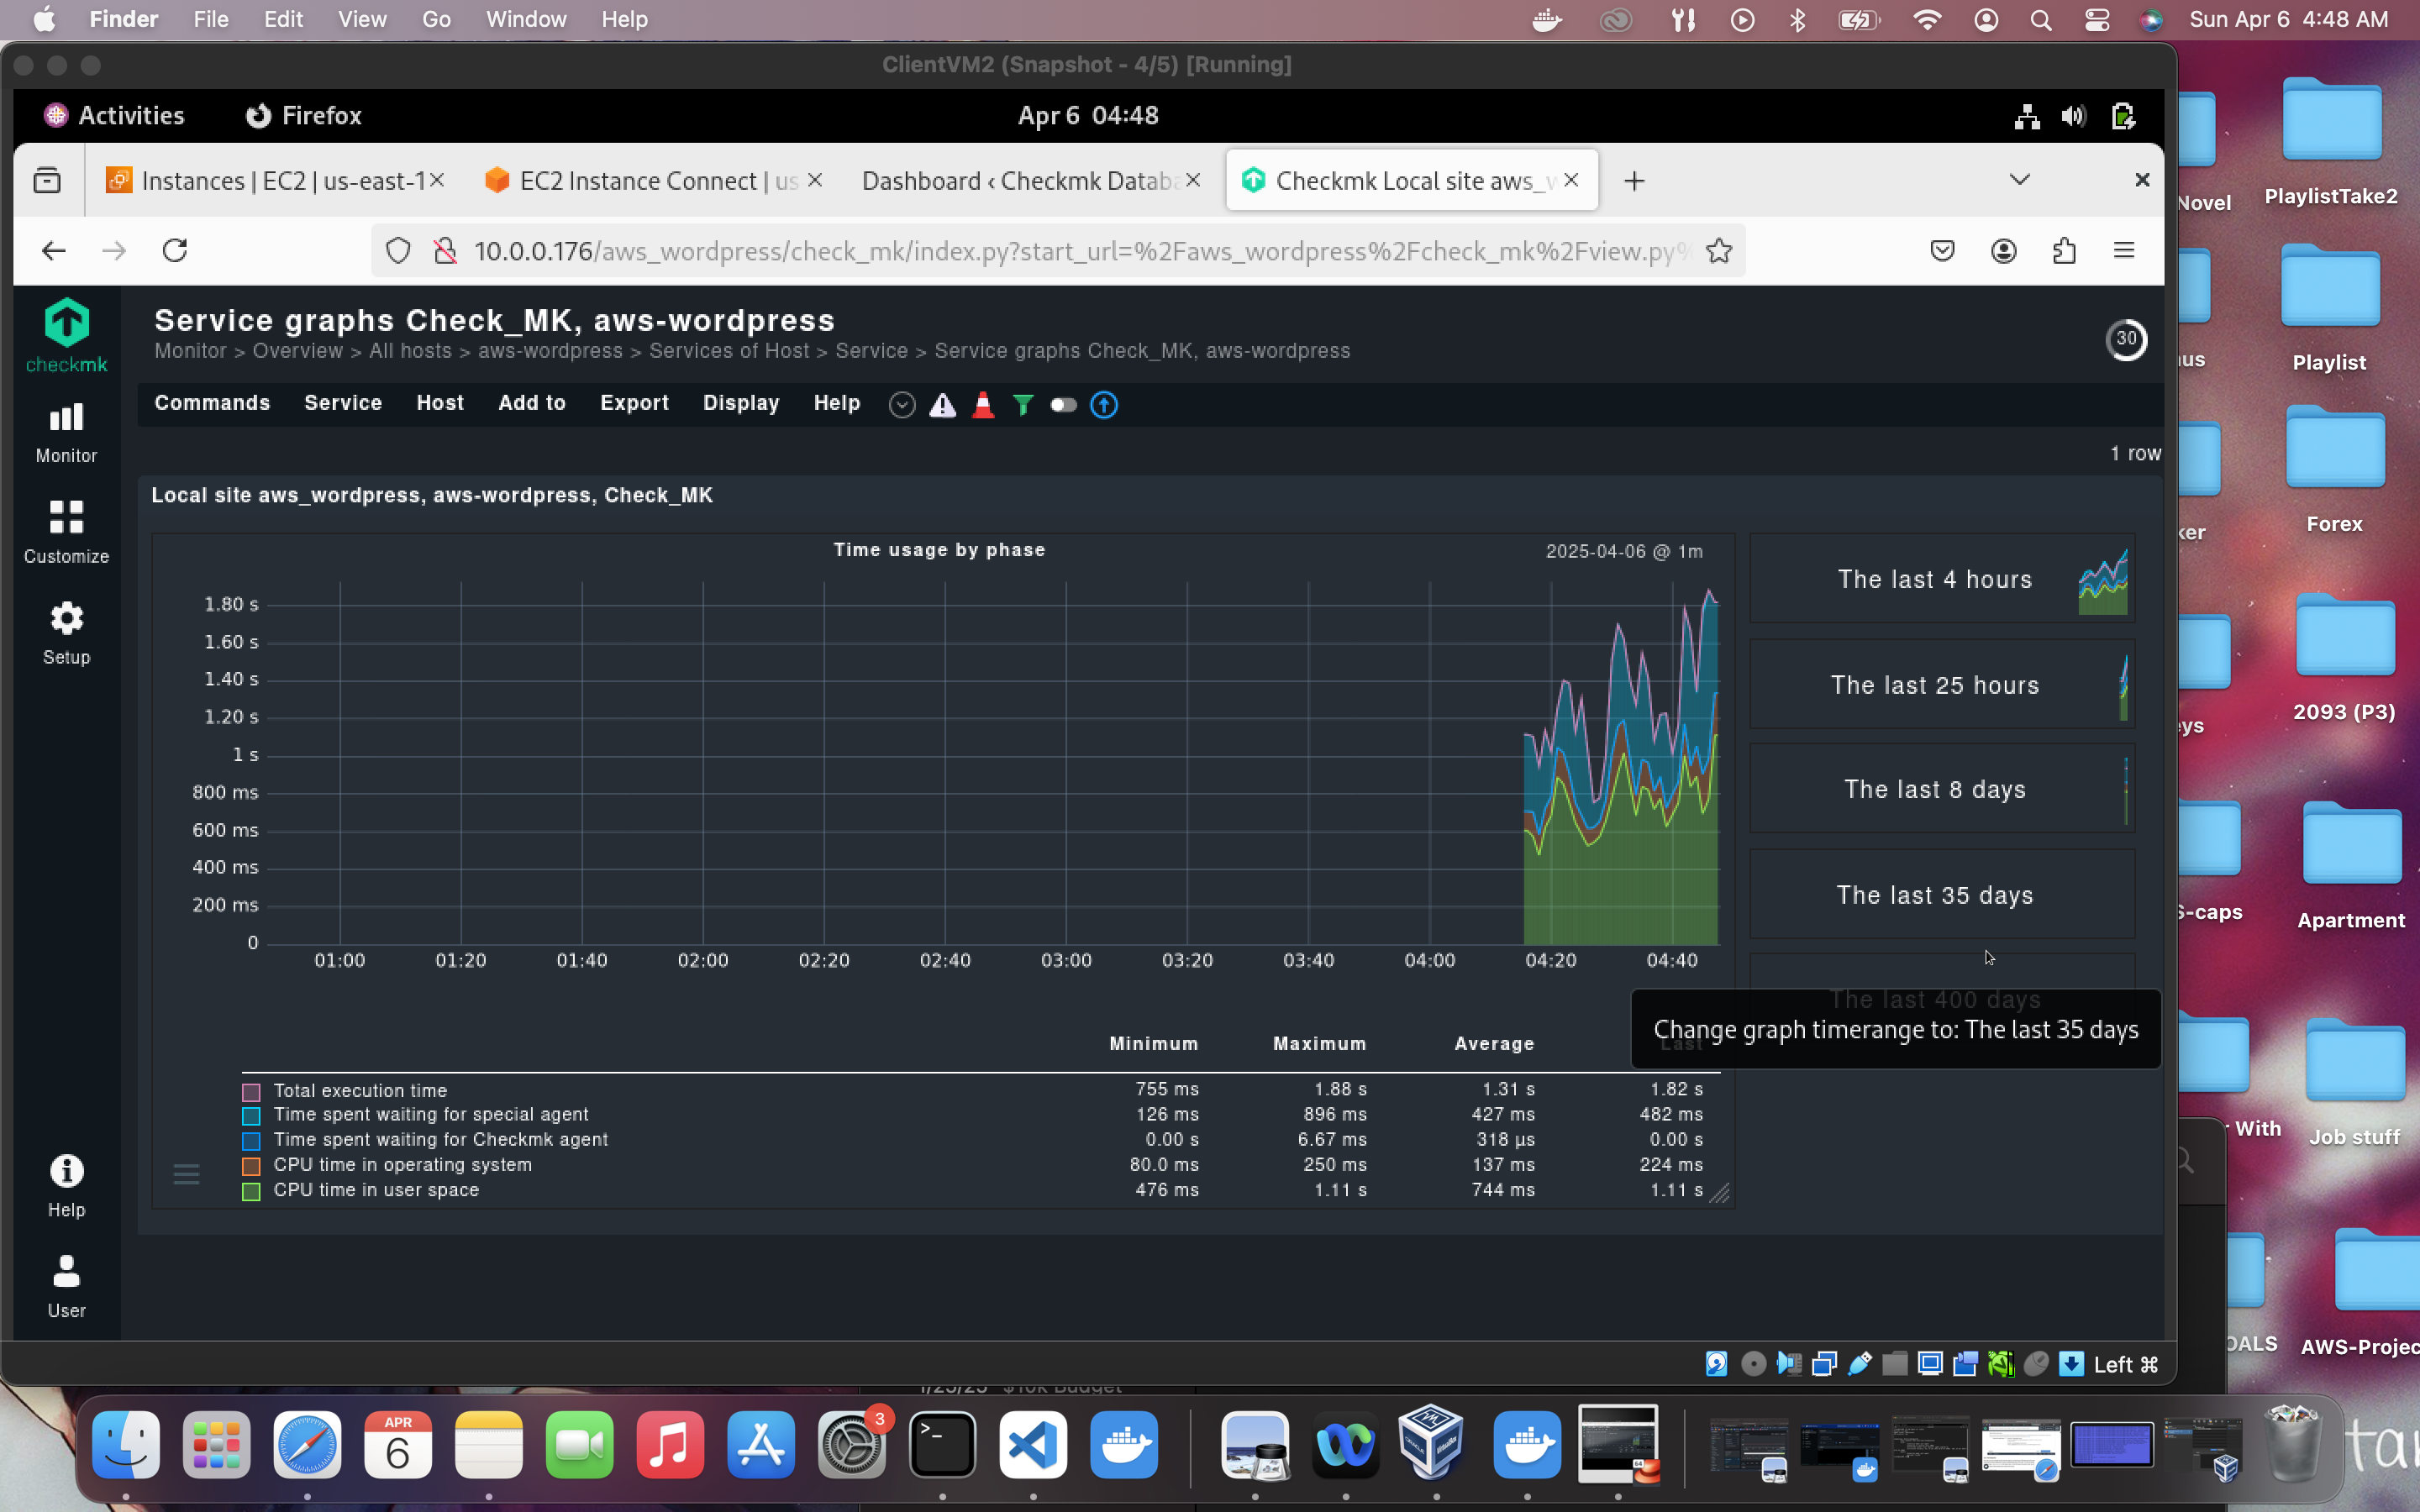 Finder File Edit View Go Window Help Sun Apr 6 4:48 AM
ClientVM2 (Snapshot - 4/5) [Running]
Activities Firefox Apr 6 04:48
Instances | EC2 | us-east-1 EC2 Instance Connect | us Dashboard ‹ Checkmk Datab Checkmk Local site aws_w
10.0.0.176/aws_wordpress/check_mk/index.py?start_url=%2Faws_wordpress%2Fcheck_mk%2Fview.py%
checkmk
Monitor
Customize
Setup
Help
User
Service graphs Check_MK, aws-wordpress
Monitor > Overview > All hosts > aws-wordpress > Services of Host > Service > Service graphs Check_MK, aws-wordpress
30
Commands Service Host Add to Export Display Help
1 row
Local site aws_wordpress, aws-wordpress, Check_MK
Time usage by phase
2025-04-06 @ 1m
1.80 s
1.60 s
1.40 s
1.20 s
1 s
800 ms
600 ms
400 ms
200 ms
0
01:00 01:20 01:40 02:00 02:20 02:40 03:00 03:20 03:40 04:00 04:20 04:40
The last 4 hours
The last 25 hours
The last 8 days
The last 35 days
The last 400 days
Change graph timerange to: The last 35 days
Minimum Maximum Average Last
Total execution time 755 ms 1.88 s 1.31 s 1.82 s
Time spent waiting for special agent 126 ms 896 ms 427 ms 482 ms
Time spent waiting for Checkmk agent 0.00 s 6.67 ms 318 µs 0.00 s
CPU time in operating system 80.0 ms 250 ms 137 ms 224 ms
CPU time in user space 476 ms 1.11 s 744 ms 1.11 s
Left ⌘
Novel
PlaylistTake2
us
Playlist
ker
Forex
ys
2093 (P3)
S-caps
Apartment
With
Job stuff
OALS
AWS-Projec
1/25/25 $10k Budget
APR
6
3
tar